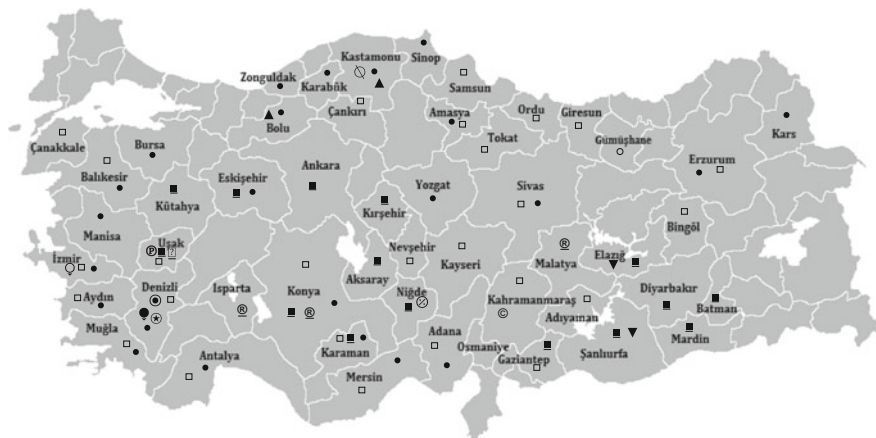 Kastamonu
Sinop
Zonguldak
Karabük
Samsun
Çankırı
Ordu
Giresun
Amasya
Bolu
Kars
Çanakkale
Bursa
Tokat
Gümüşhane
Erzurum
Ankara
Balıkesir
Eskişehir
Yozgat
Sivas
Kütahya
Kırşehir
Bingöl
Manisa
Uşak
Nevşehir
Elazığ
İzmir
Kayseri
Malatya
Aksaray
Denizli
Isparta
Diyarbakır
Konya
Niğde
Aydın
Kahramanmaraş
Batman
Adıyaman
Muğla
Adana
Mardin
Osmaniye
Karaman
Gaziantep
Şanlıurfa
Antalya
Mersin